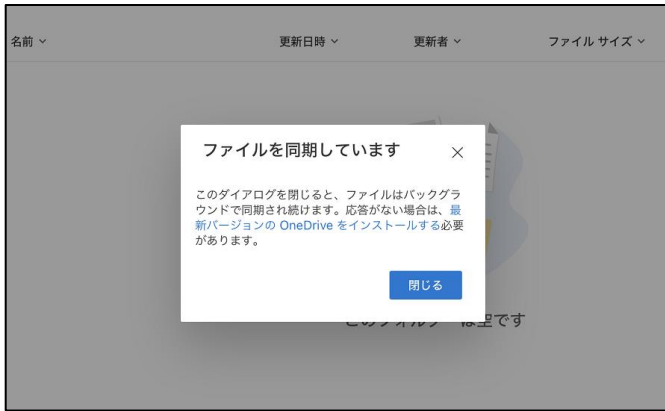 名前
更新日時
更新者
ファイル サイズ
ファイルを同期しています
このダイアログを閉じると、ファイルはバックグラ
ウンドで同期され続けます。応答がない場合は、最
新バージョンの OneDrive をインストールする必要
があります。
閉じる
空です